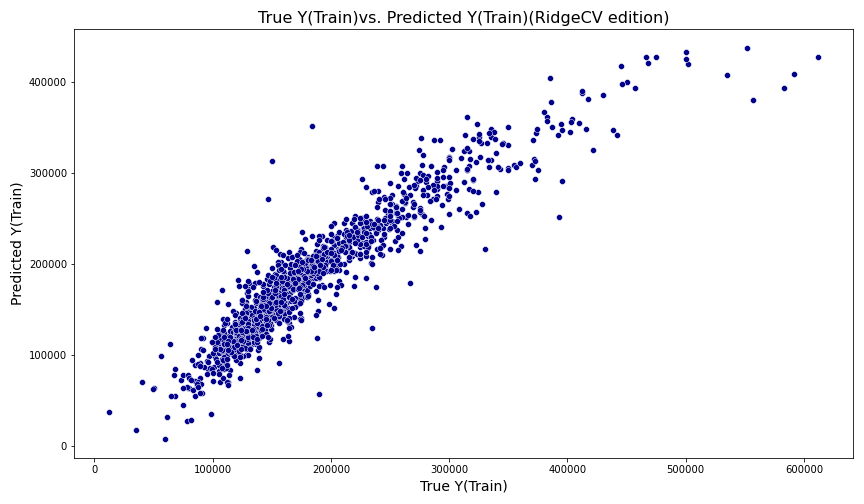 True Y(Train)vs. Predicted Y(Train)(RidgeCV edition)
Predicted Y(Train)
400000
300000
200000
100000
0
0 100000 200000 300000 400000 500000 600000
True Y(Train)